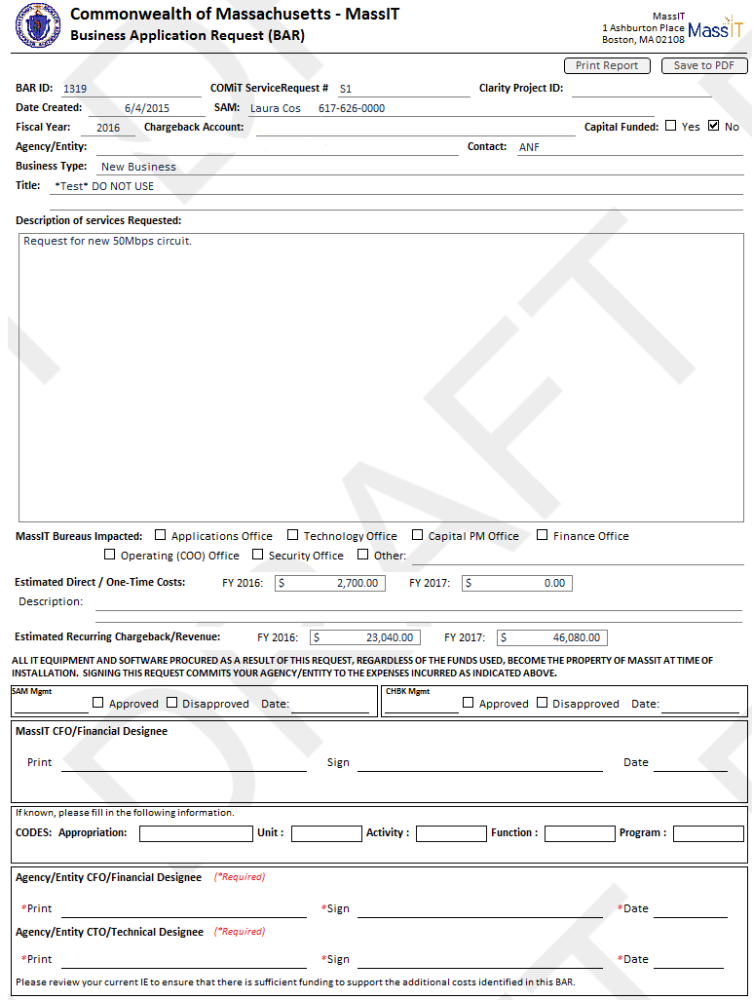 Commonwealth of Massachusetts - MassIT
Business Application Request (BAR)
MassIT
1 Ashburton Place
Boston, MA 02108
MassIT
Print Report Save to PDF
BAR ID: 1319 COMiT ServiceRequest # S1 Clarity Project ID:
Date Created: 6/4/2015 SAM: Laura Cos 617-626-0000
Fiscal Year: 2016 Chargeback Account: Capital Funded: Yes No
Agency/Entity: Contact: ANF
Business Type: New Business
Title: *Test* DO NOT USE
Description of services Requested:
Request for new 50Mbps circuit.
DRAFT
MassIT Bureaus Impacted: Applications Office Technology Office Capital PM Office Finance Office
Operating (COO) Office Security Office Other:
Estimated Direct / One-Time Costs: FY 2016: $ 2,700.00 FY 2017: $ 0.00
Description:
Estimated Recurring Chargeback/Revenue: FY 2016: $ 23,040.00 FY 2017: $ 46,080.00
ALL IT EQUIPMENT AND SOFTWARE PROCURED AS A RESULT OF THIS REQUEST, REGARDLESS OF THE FUNDS USED, BECOME THE PROPERTY OF MASSIT AT TIME OF
INSTALLATION. SIGNING THIS REQUEST COMMITS YOUR AGENCY/ENTITY TO THE EXPENSES INCURRED AS INDICATED ABOVE.
SAM Mgmt CHBK Mgmt
Approved Disapproved Date: Approved Disapproved Date:
MassIT CFO/Financial Designee
Print Sign Date
If known, please fill in the following information.
CODES: Appropriation: Unit : Activity : Function : Program :
Agency/Entity CFO/Financial Designee (*Required)
*Print *Sign *Date
Agency/Entity CTO/Technical Designee (*Required)
*Print *Sign *Date
Please review your current IE to ensure that there is sufficient funding to support the additional costs identified in this BAR.